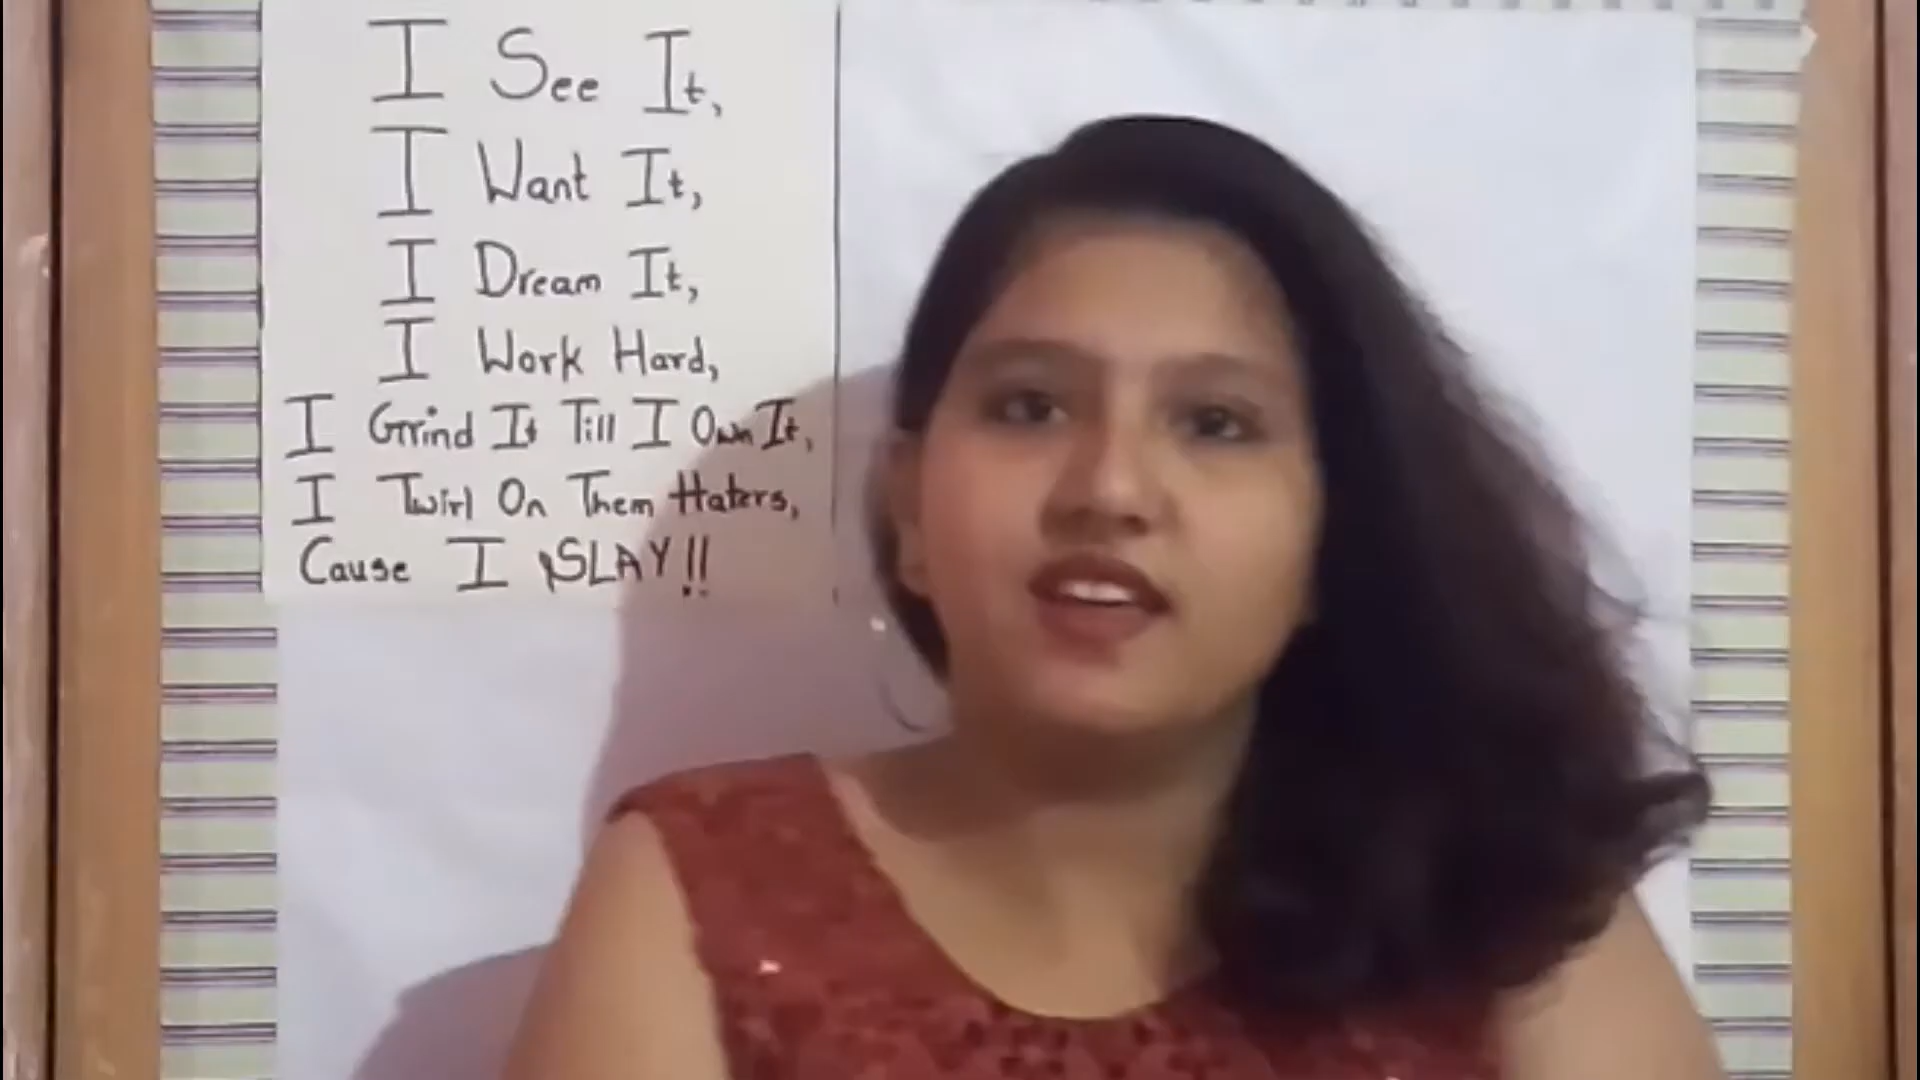 I See It,
I Want It,
I Dream It,
I Work Hard,
I Grind It Till I Own It,
I Twirl On Them Haters,
Cause I SLAY!!